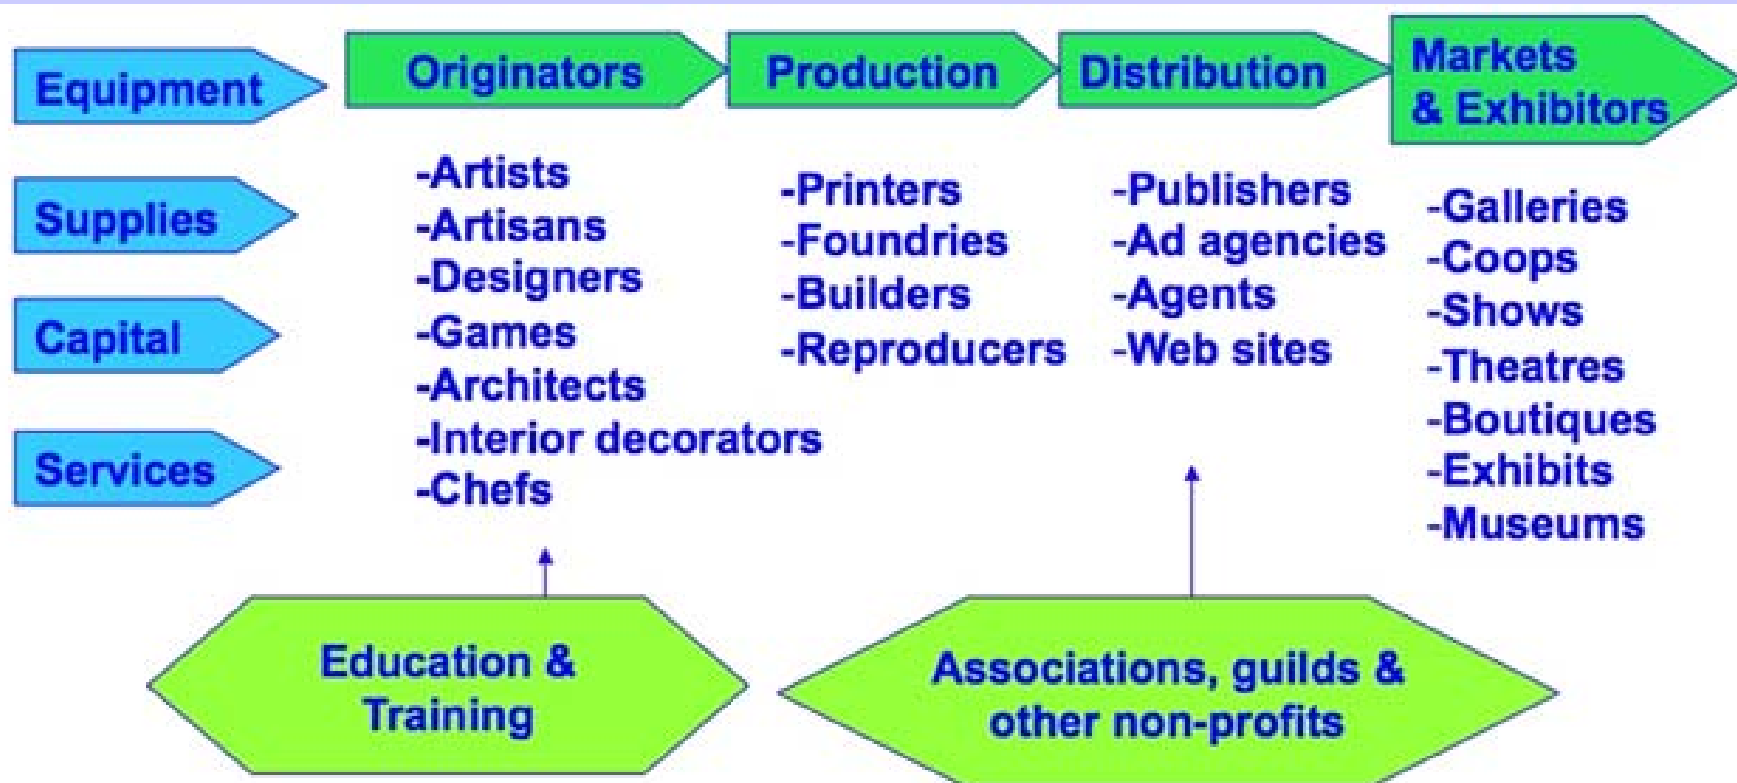 Equipment
Supplies
Capital
Services
Originators
-Artists
-Artisans
-Designers
-Games
-Architects
-Interior decorators
-Chefs
Production
-Printers
-Foundries
-Builders
-Reproducers
Distribution
-Publishers
-Ad agencies
-Agents
-Web sites
Markets
& Exhibitors
-Galleries
-Coops
-Shows
-Theatres
-Boutiques
-Exhibits
-Museums
Education &
Training
Associations, guilds &
other non-profits